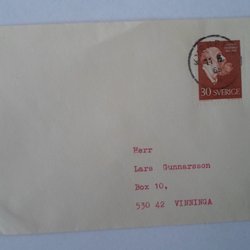 30 SVERIGE
Herr
Lars Gunnarsson
Box 10,
530 42 VINNINGA